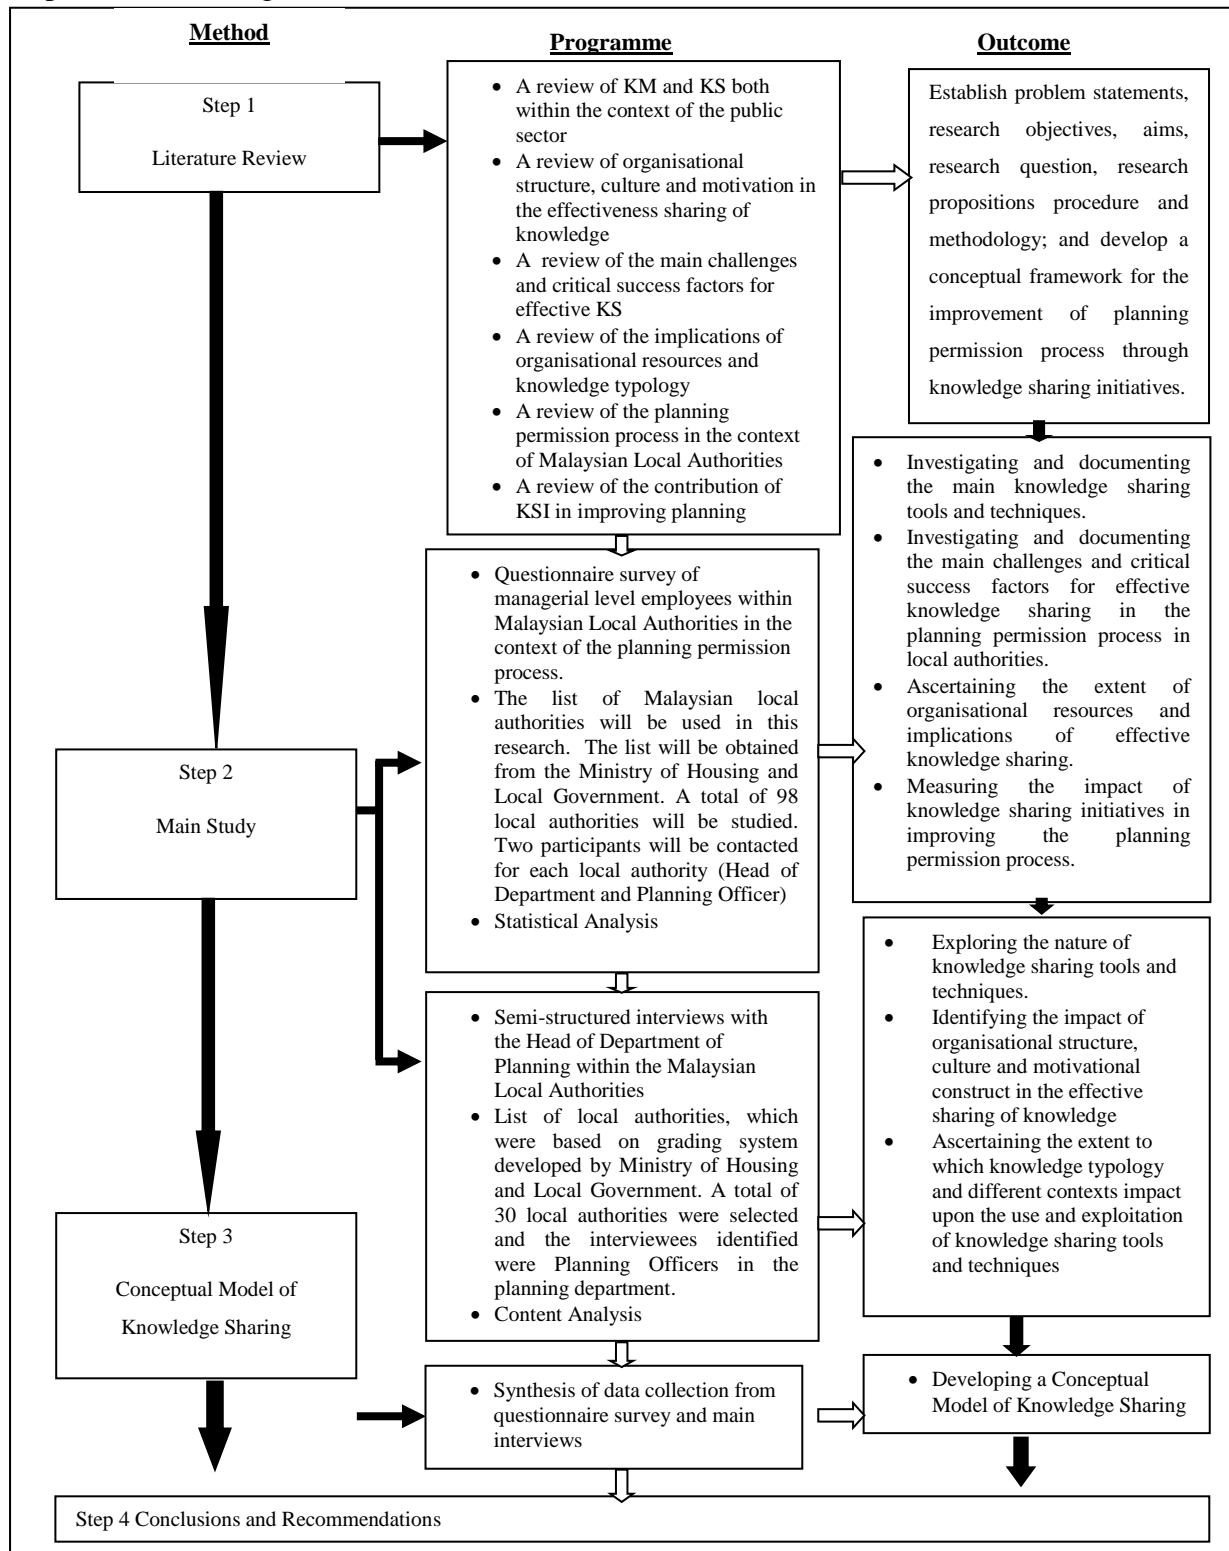 Method
Programme
Outcome
Step 1
Literature Review
• A review of KM and KS both
within the context of the public
sector
• A review of organisational
structure, culture and motivation in
the effectiveness sharing of
knowledge
• A review of the main challenges
and critical success factors for
effective KS
• A review of the implications of
organisational resources and
knowledge typology
• A review of the planning
permission process in the context
of Malaysian Local Authorities
• A review of the contribution of
KSI in improving planning
Establish problem statements,
research objectives, aims,
research question, research
propositions procedure and
methodology; and develop a
conceptual framework for the
improvement of planning
permission process through
knowledge sharing initiatives.
Step 2
Main Study
• Questionnaire survey of
managerial level employees within
Malaysian Local Authorities in the
context of the planning permission
process.
• The list of Malaysian local
authorities will be used in this
research. The list will be obtained
from the Ministry of Housing and
Local Government. A total of 98
local authorities will be studied.
Two participants will be contacted
for each local authority (Head of
Department and Planning Officer)
• Statistical Analysis
• Investigating and documenting
the main knowledge sharing
tools and techniques.
• Investigating and documenting
the main challenges and critical
success factors for effective
knowledge sharing in the
planning permission process in
local authorities.
• Ascertaining the extent of
organisational resources and
implications of effective
knowledge sharing.
• Measuring the impact of
knowledge sharing initiatives in
improving the planning
permission process.
• Semi-structured interviews with
the Head of Department of
Planning within the Malaysian
Local Authorities
• List of local authorities, which
were based on grading system
developed by Ministry of Housing
and Local Government. A total of
30 local authorities were selected
and the interviewees identified
were Planning Officers in the
planning department.
• Content Analysis
• Exploring the nature of
knowledge sharing tools and
techniques.
• Identifying the impact of
organisational structure,
culture and motivational
construct in the effective
sharing of knowledge
• Ascertaining the extent to
which knowledge typology
and different contexts impact
upon the use and exploitation
of knowledge sharing tools
and techniques
Step 3
Conceptual Model of
Knowledge Sharing
• Synthesis of data collection from
questionnaire survey and main
interviews
• Developing a Conceptual
Model of Knowledge Sharing
Step 4 Conclusions and Recommendations